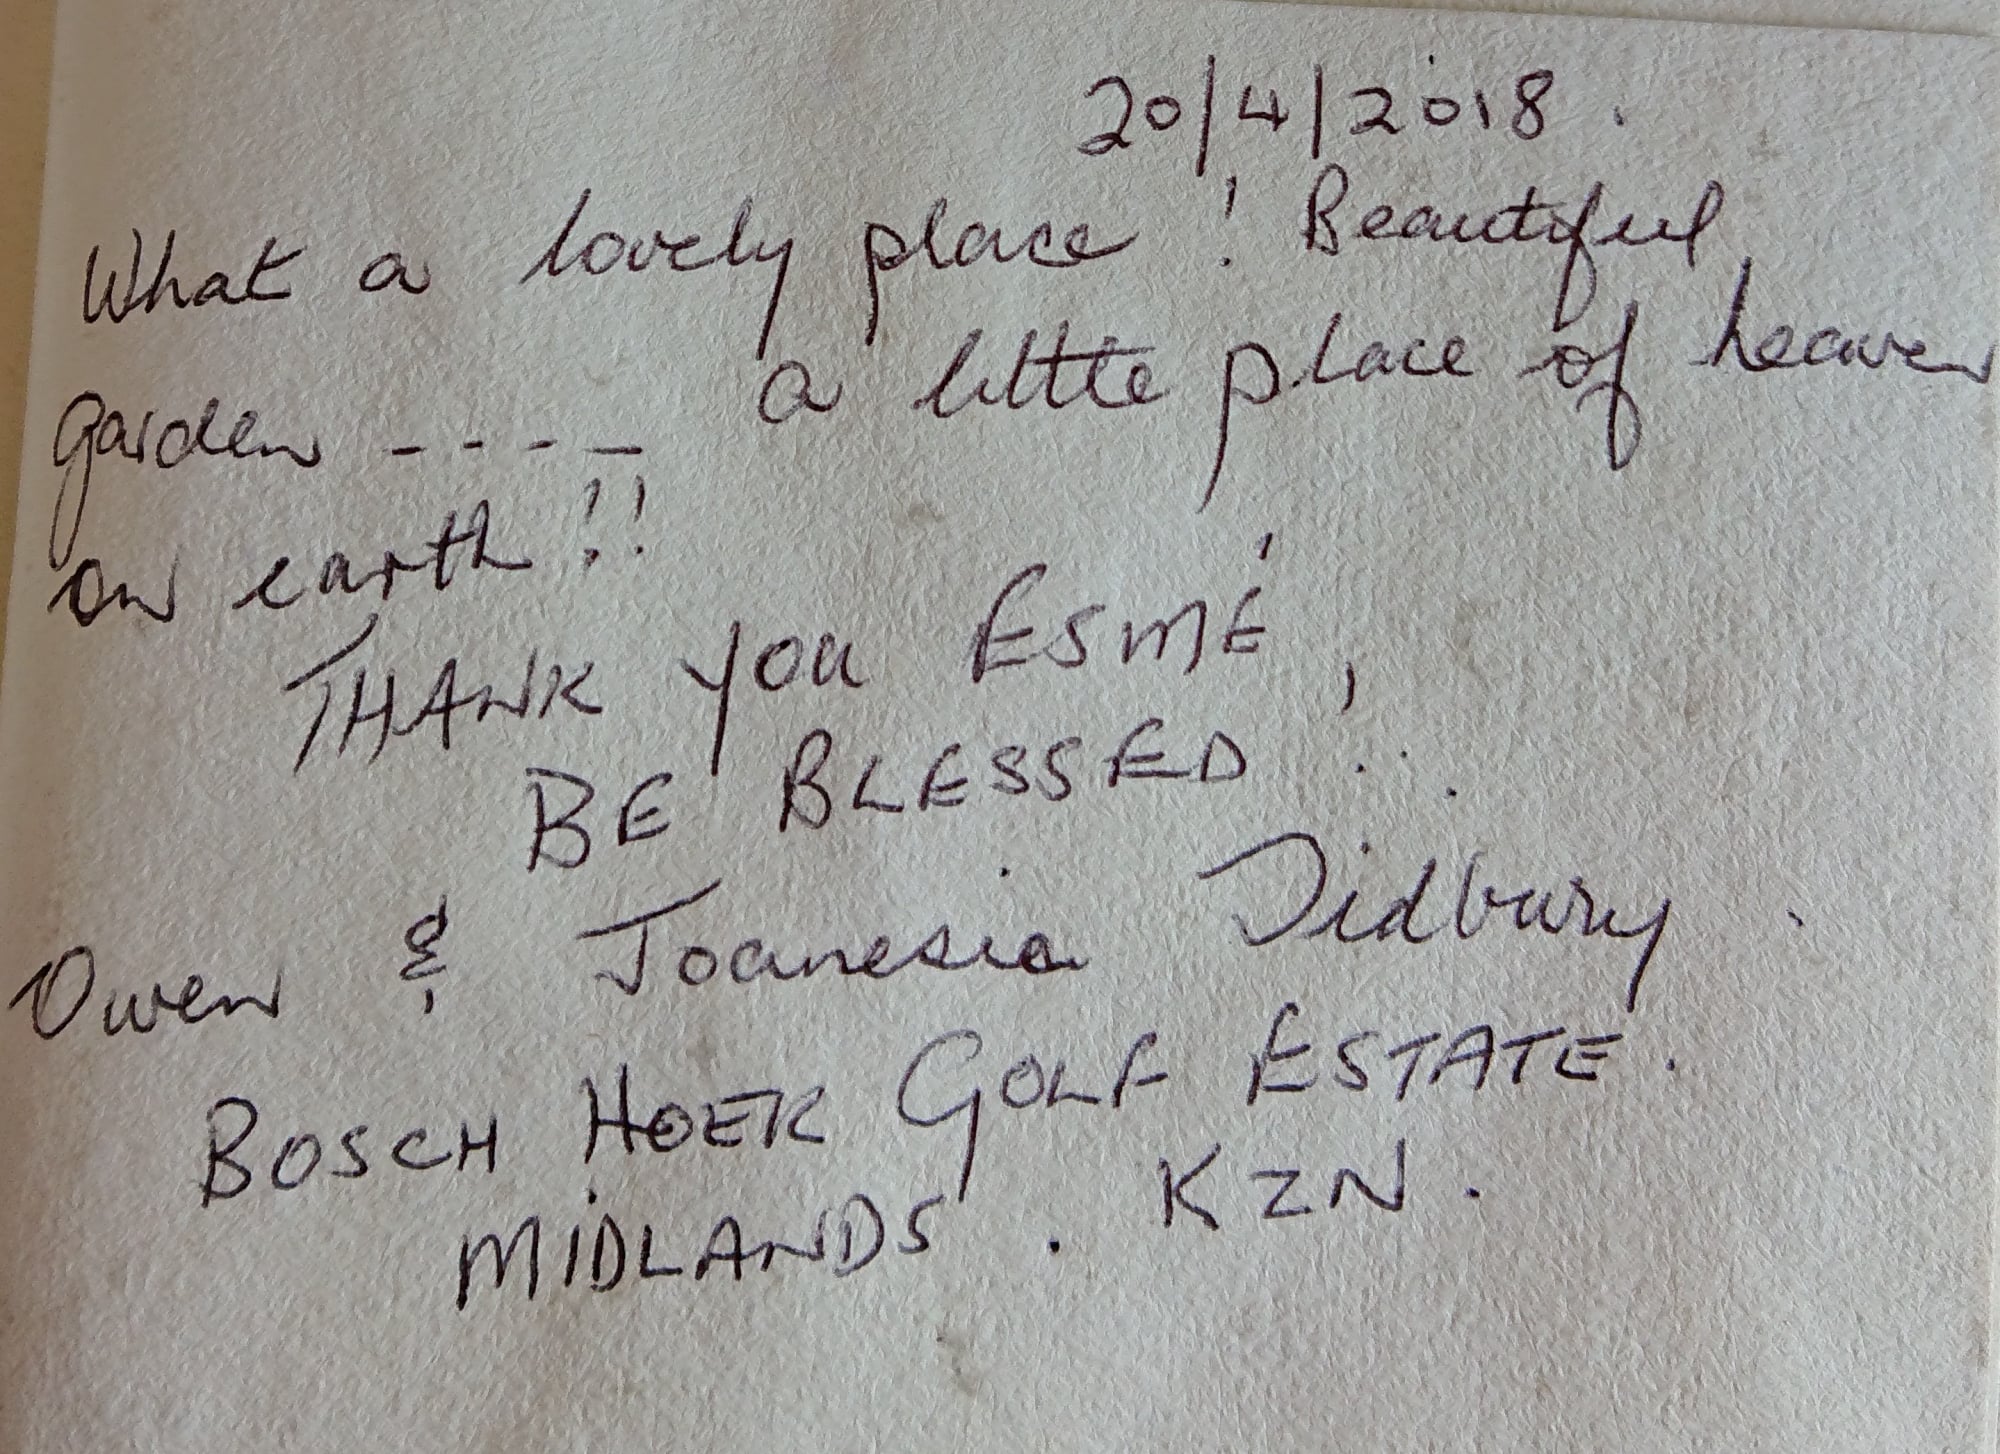 20/4/2018.
What a lovely place! Beautiful
garden ---- a little place of heaven
on earth!!
THANK YOU ESMÉ,
BE BLESSED...
Owen & Joanesia Tidbury.
BOSCH HOEK GOLF ESTATE.
MIDLANDS. KZN.